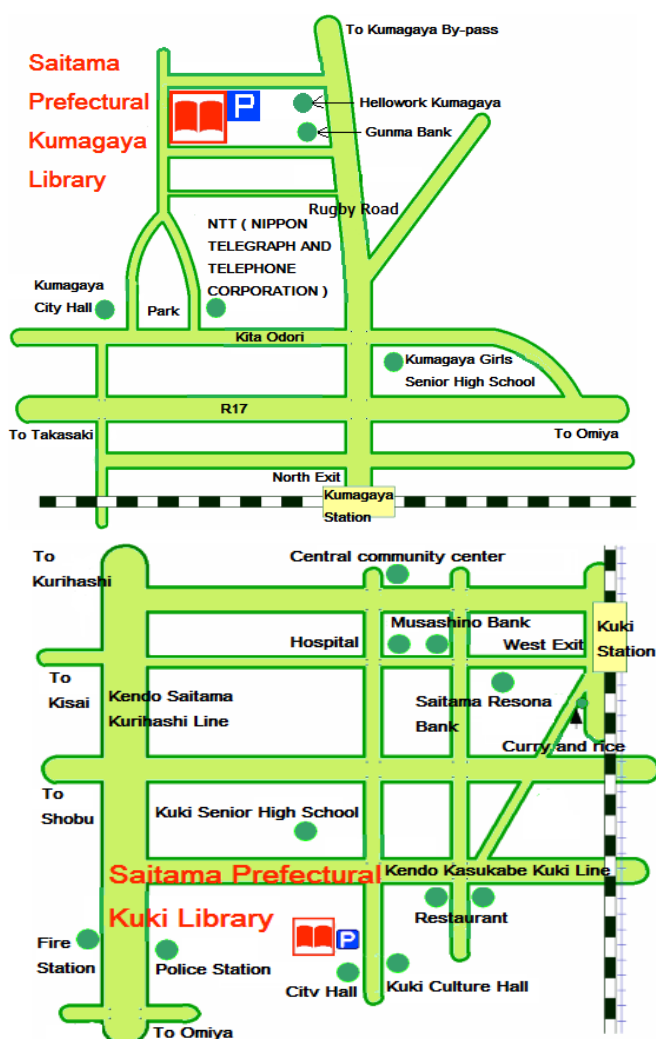 To Kumagaya By-pass
Saitama
Prefectural
Kumagaya
Library
P
Hellowork Kumagaya
Gunma Bank
Rugby Road
NTT ( NIPPON
TELEGRAPH AND
TELEPHONE
CORPORATION )
Kumagaya
City Hall
Park
Kita Odori
Kumagaya Girls
Senior High School
R17
To Takasaki
To Omiya
North Exit
Kumagaya
Station
To
Kurihashi
Central community center
Musashino Bank
Hospital
West Exit
Kuki
Station
To
Kisai
Kendo Saitama
Kurihashi Line
Saitama Resona
Bank
Curry and rice
To
Shobu
Kuki Senior High School
Saitama Prefectural
Kuki Library
Kendo Kasukabe Kuki Line
Restaurant
P
Fire
Station
Police Station
City Hall
Kuki Culture Hall
To Omiya